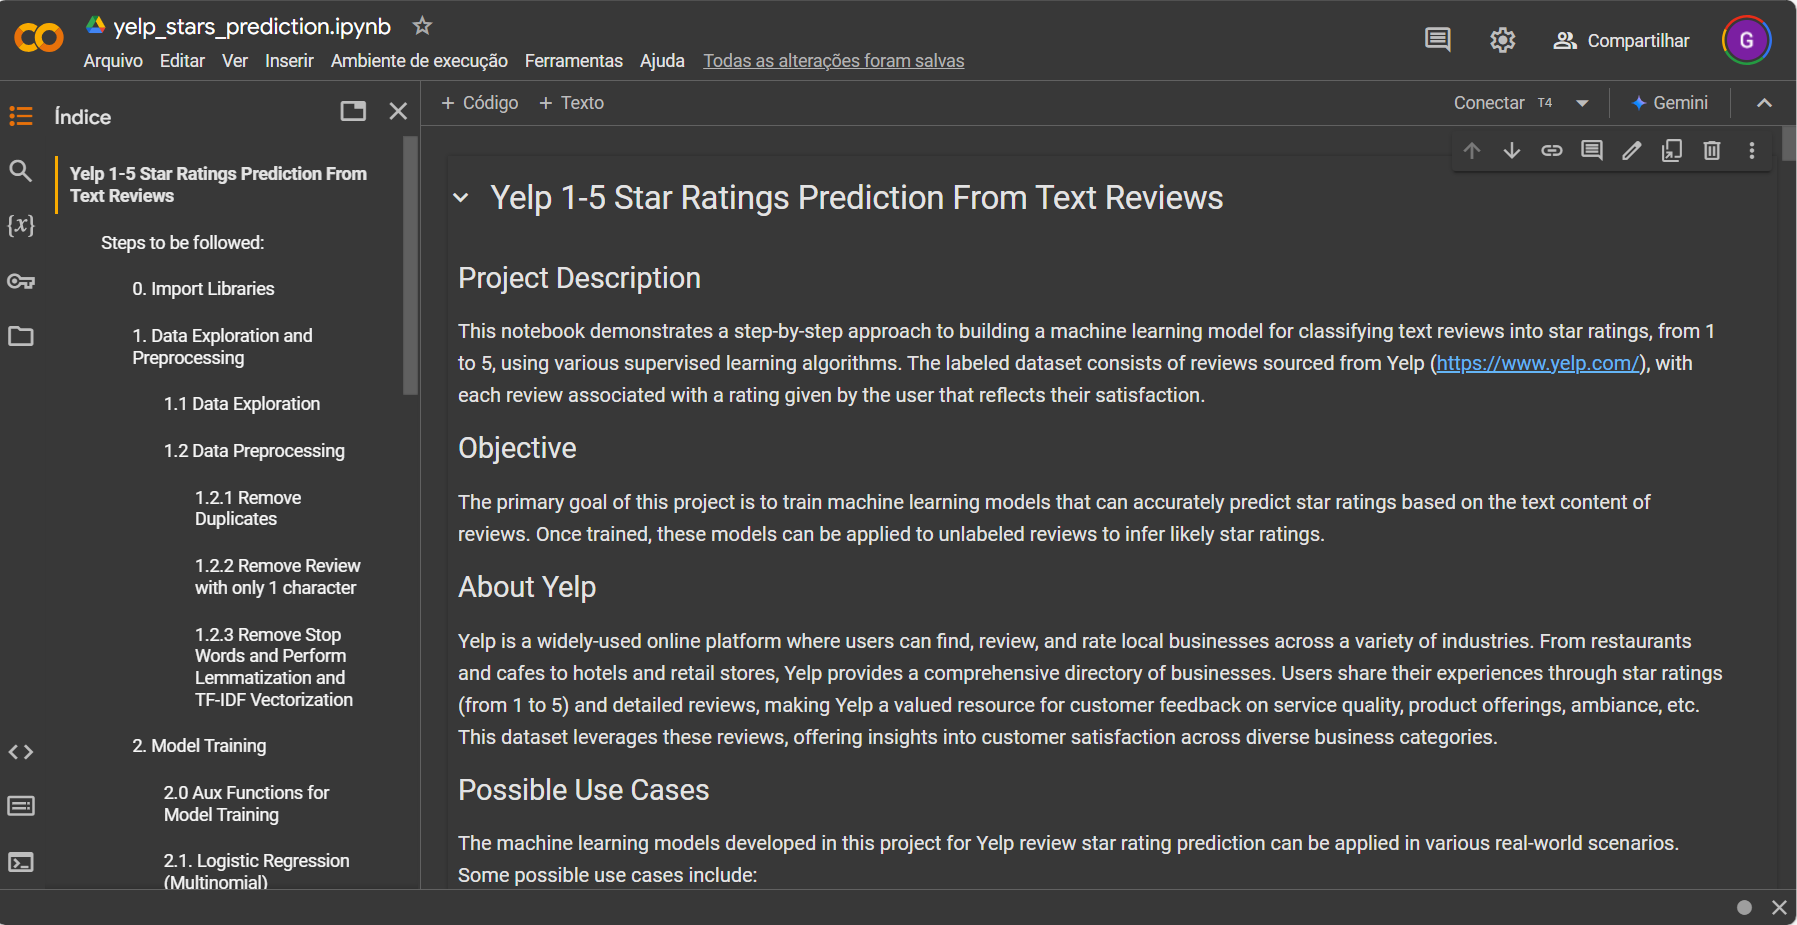 yelp_stars_prediction.ipynb
Arquivo Editar Ver Inserir Ambiente de execução Ferramentas Ajuda Todas as alterações foram salvas
Compartilhar
G
Índice
+ Código + Texto
Conectar T4
Gemini
Yelp 1-5 Star Ratings Prediction From
Text Reviews
Steps to be followed:
0. Import Libraries
1. Data Exploration and
Preprocessing
1.1 Data Exploration
1.2 Data Preprocessing
1.2.1 Remove
Duplicates
1.2.2 Remove Review
with only 1 character
1.2.3 Remove Stop
Words and Perform
Lemmatization and
TF-IDF Vectorization
2. Model Training
2.0 Aux Functions for
Model Training
2.1. Logistic Regression
(Multinomial)
Yelp 1-5 Star Ratings Prediction From Text Reviews
Project Description
This notebook demonstrates a step-by-step approach to building a machine learning model for classifying text reviews into star ratings, from 1
to 5, using various supervised learning algorithms. The labeled dataset consists of reviews sourced from Yelp (https://www.yelp.com/), with
each review associated with a rating given by the user that reflects their satisfaction.
Objective
The primary goal of this project is to train machine learning models that can accurately predict star ratings based on the text content of
reviews. Once trained, these models can be applied to unlabeled reviews to infer likely star ratings.
About Yelp
Yelp is a widely-used online platform where users can find, review, and rate local businesses across a variety of industries. From restaurants
and cafes to hotels and retail stores, Yelp provides a comprehensive directory of businesses. Users share their experiences through star ratings
(from 1 to 5) and detailed reviews, making Yelp a valued resource for customer feedback on service quality, product offerings, ambiance, etc.
This dataset leverages these reviews, offering insights into customer satisfaction across diverse business categories.
Possible Use Cases
The machine learning models developed in this project for Yelp review star rating prediction can be applied in various real-world scenarios.
Some possible use cases include: